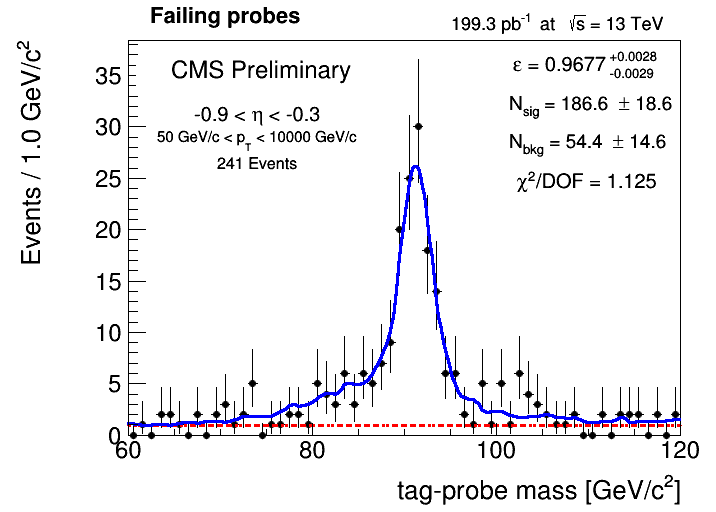 Failing probes
199.3 pb⁻¹ at √s = 13 TeV
CMS Preliminary
-0.9 < η < -0.3
50 GeV/c < p_T < 10000 GeV/c
241 Events
ε = 0.9677 +0.0028 -0.0029
N_sig = 186.6 ± 18.6
N_bkg = 54.4 ± 14.6
χ²/DOF = 1.125
Events / 1.0 GeV/c²
35
30
25
20
15
10
5
0
60 80 100 120
tag-probe mass [GeV/c²]